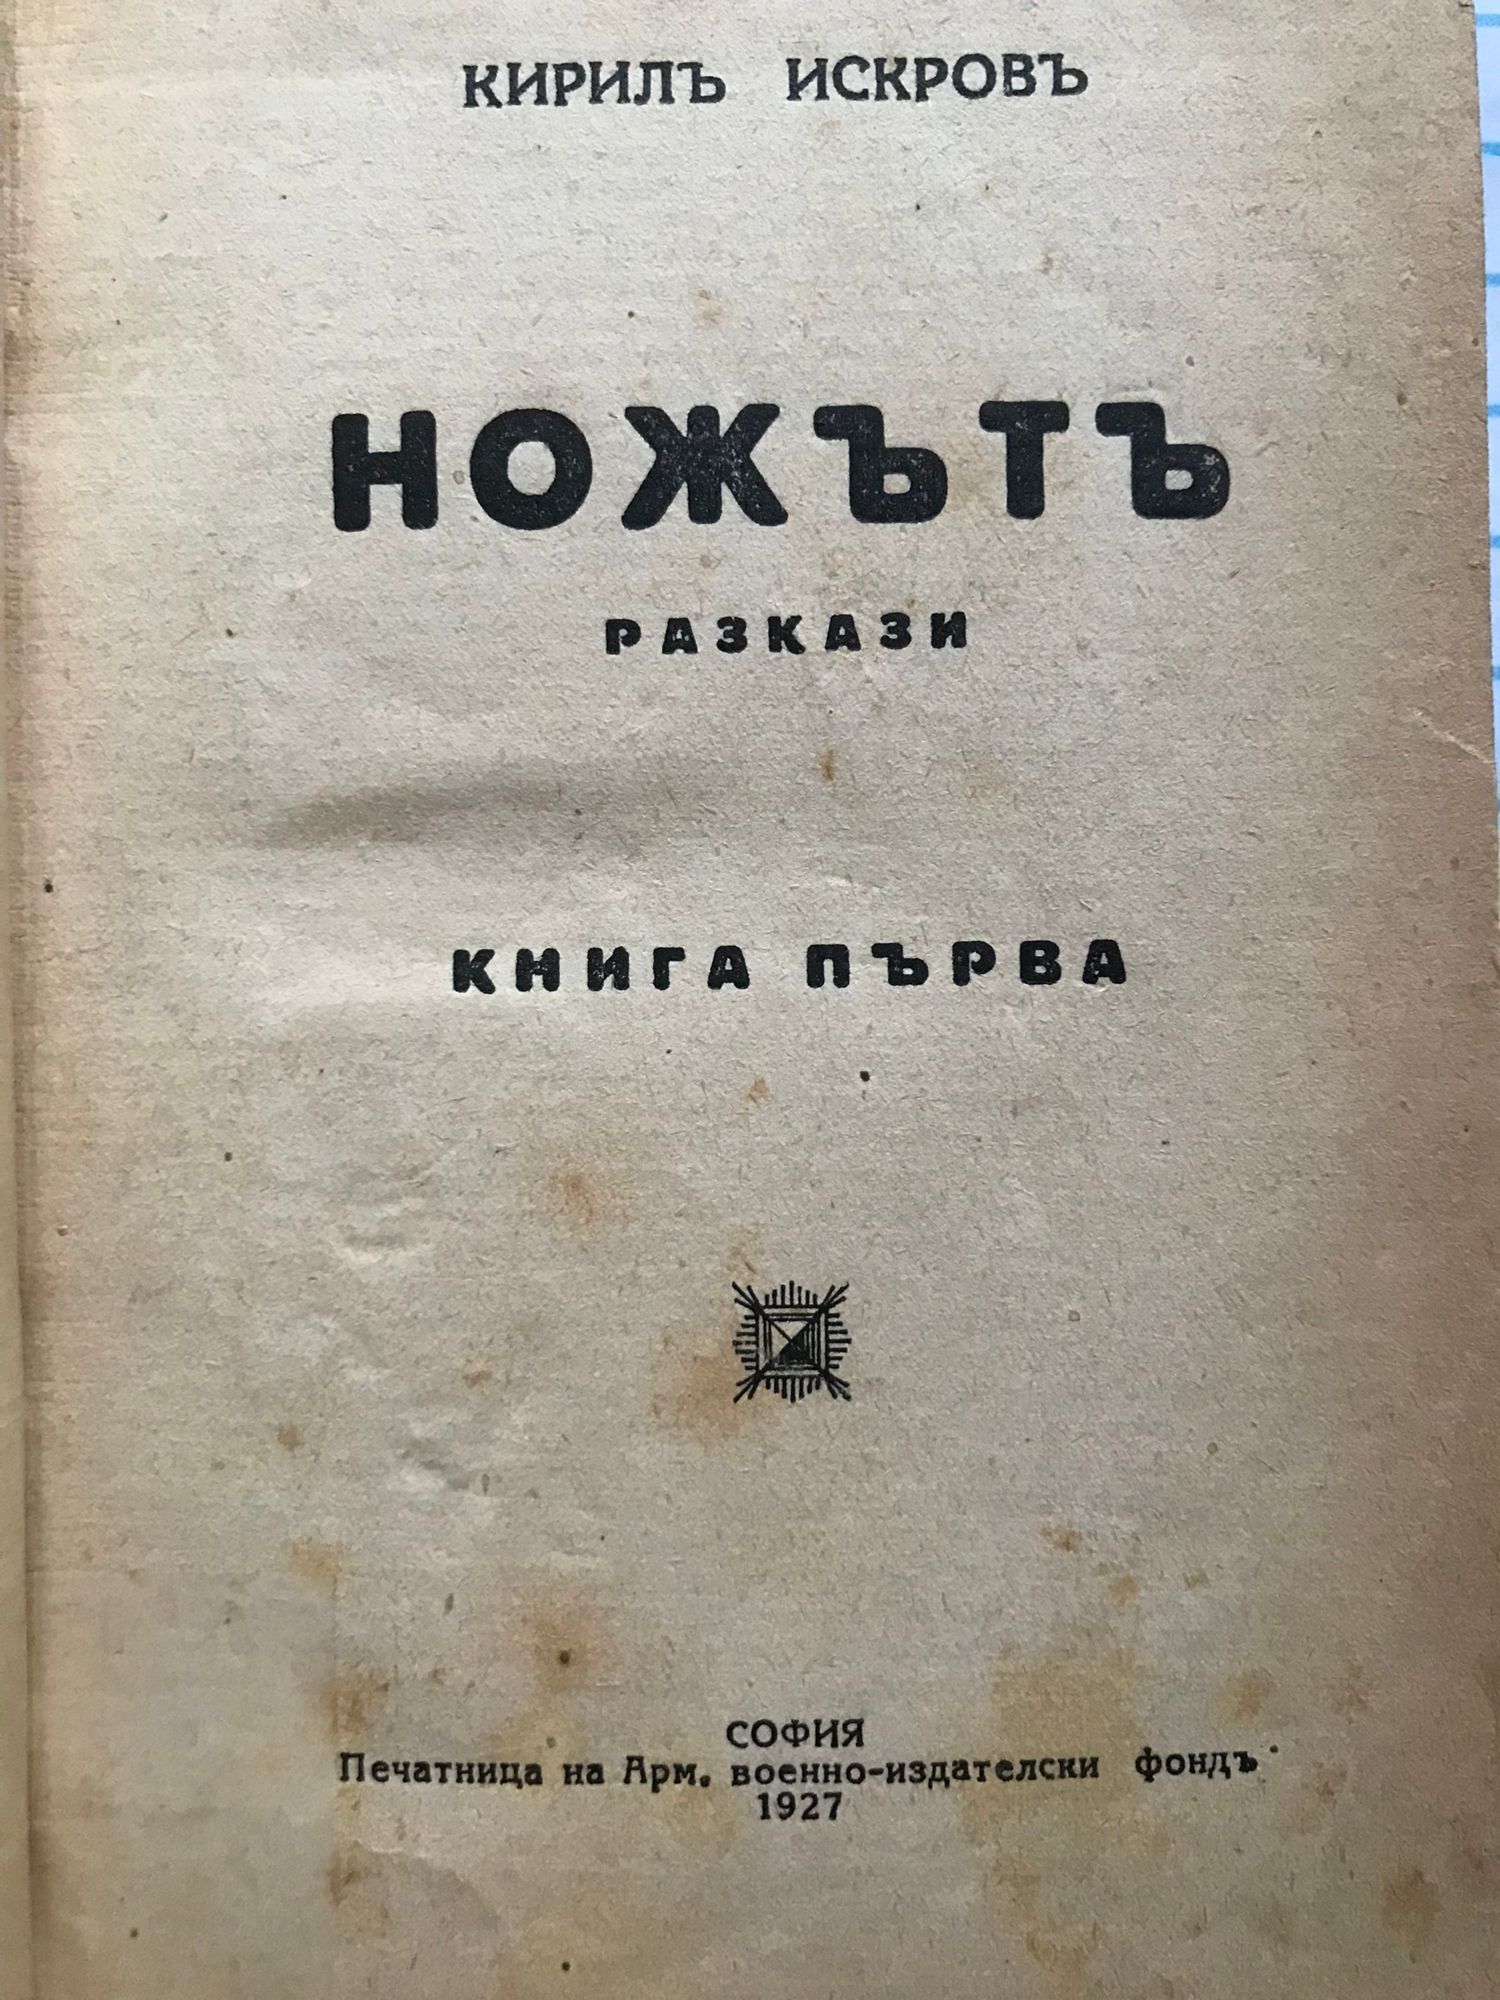 КИРИЛЪ ИСКРОВЪ
НОЖЪТЪ
РАЗКАЗИ
КНИГА ПЪРВА
СОФИЯ
Печатница на Арм. военно-издателски фондъ
1927